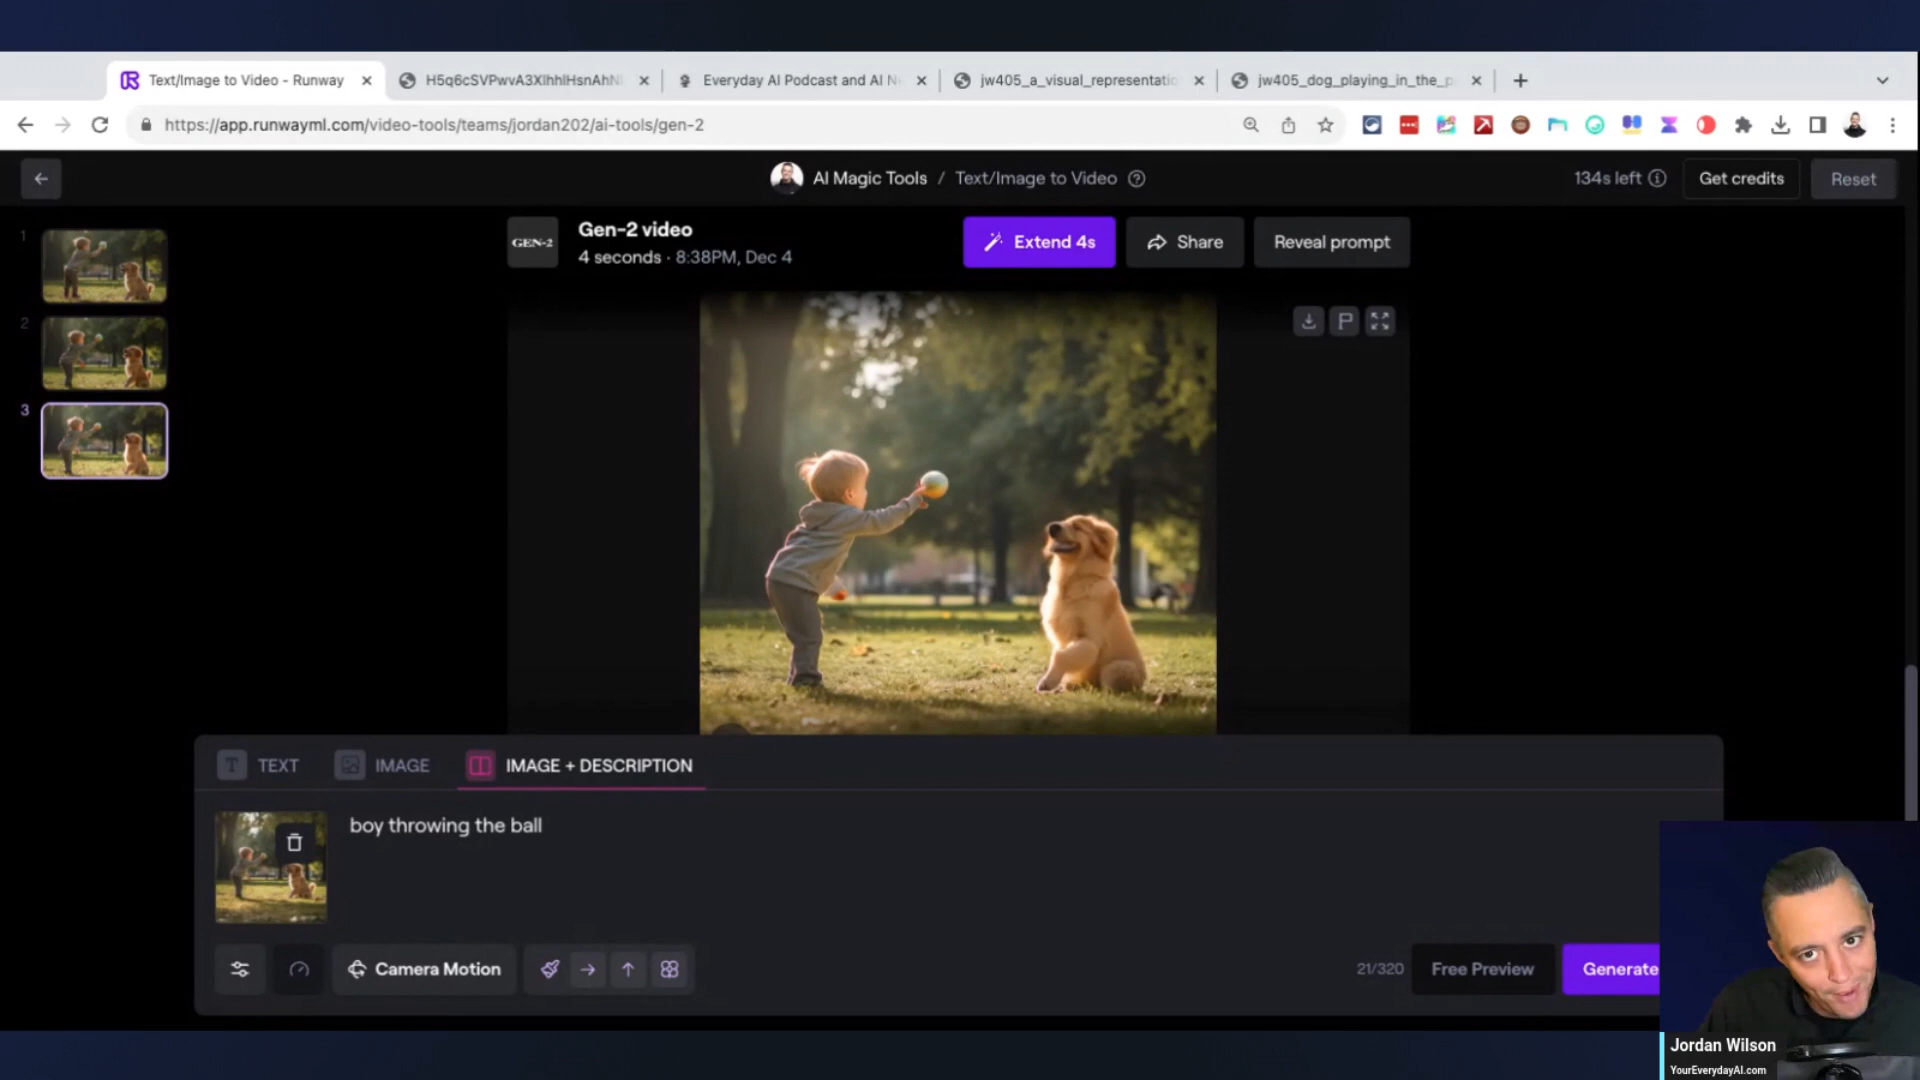 Text/Image to Video - Runway
H5q6cSVPwvA3XlhhlHsnAhN
Everyday AI Podcast and AI N
jw405_a_visual_representatio
jw405_dog_playing_in_the_p
https://app.runwayml.com/video-tools/teams/jordan202/ai-tools/gen-2
AI Magic Tools / Text/Image to Video
134s left
Get credits
Reset
1
2
3
GEN-2
Gen-2 video
4 seconds · 8:38PM, Dec 4
Extend 4s
Share
Reveal prompt
TEXT
IMAGE
IMAGE + DESCRIPTION
boy throwing the ball
Camera Motion
21/320
Free Preview
Generate
Jordan Wilson
YourEverydayAI.com